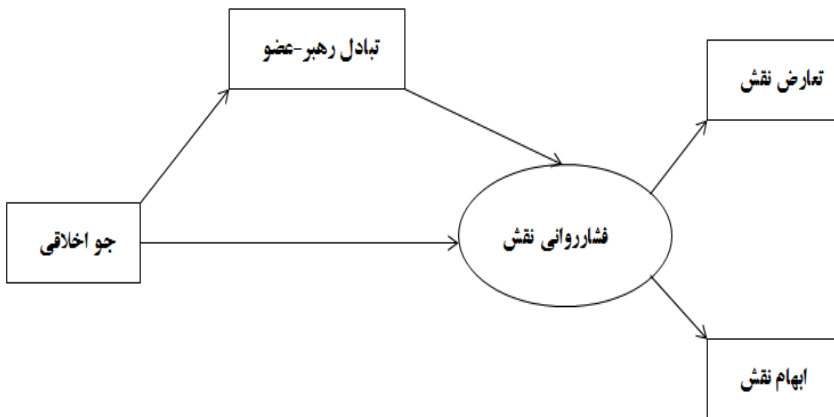 تبادل رهبر-عضو
تعارض نقش
جو اخلاقی
فشارروانی نقش
ابهام نقش